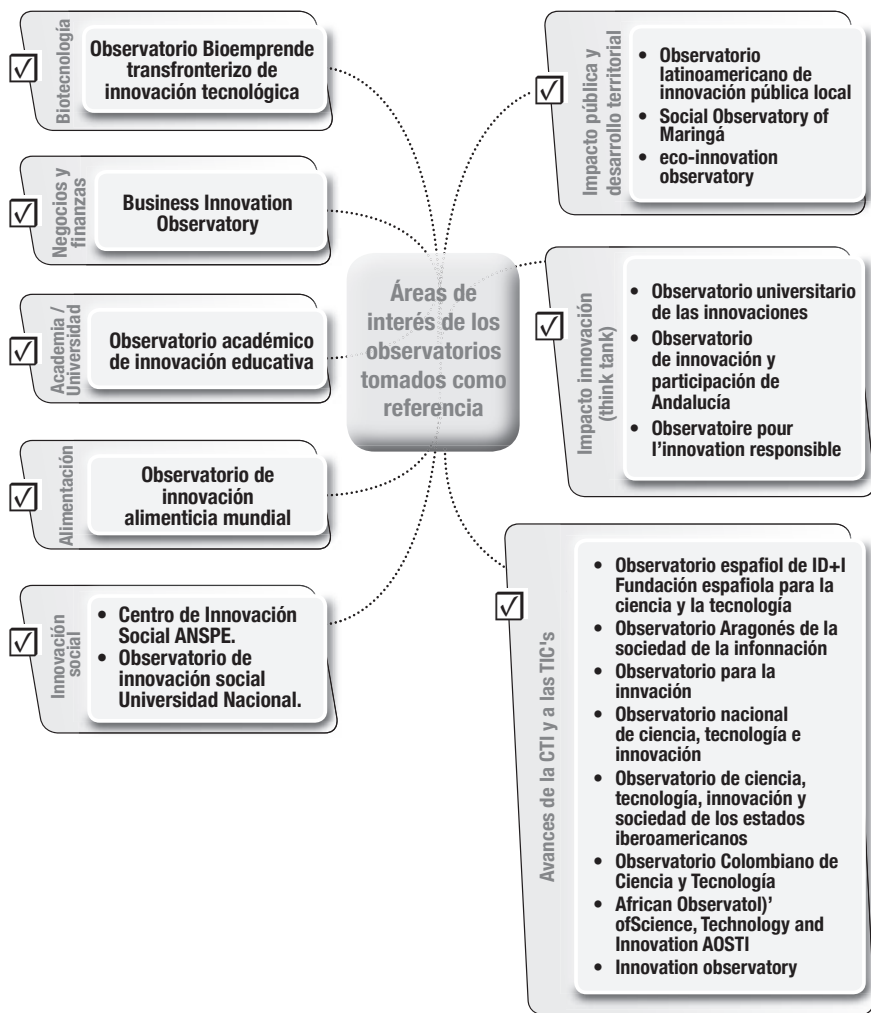 Biotecnología
Observatorio Bioemprende
transfronterizo de
innovación tecnológica
Negocios y
finanzas
Business Innovation
Observatory
Academia /
Universidad
Observatorio académico
de innovación educativa
Alimentación
Observatorio de
innovación
alimenticia mundial
Innovación
social
• Centro de Innovación
Social ANSPE.
• Observatorio de
innovación social
Universidad Nacional.
Áreas de
interés de los
observatorios
tomados como
referencia
Impacto pública y
desarrollo territorial
• Observatorio
latinoamericano de
innovación pública local
• Social Observatory of
Maringá
• eco-innovation
observatory
Impacto innovación
(think tank)
• Observatorio universitario
de las innovaciones
• Observatorio
de innovación y
participación de
Andalucía
• Observatoire pour
l’innovation responsible
Avances de la CTI y a las TIC's
• Observatorio españiol de ID+I
Fundación españiola para la
ciencia y la tecnología
• Observatorio Aragonés de la
sociedad de la infonnación
• Observatorio para la
innvación
• Observatorio nacional
de ciencia, tecnología e
innovación
• Observatorio de ciencia,
tecnología, innovación y
sociedad de los estados
iberoamericanos
• Observatorio Colombiano de
Ciencia y Tecnología
• African Observatol)’
ofScience, Technology and
Innovation AOSTI
• Innovation observatory